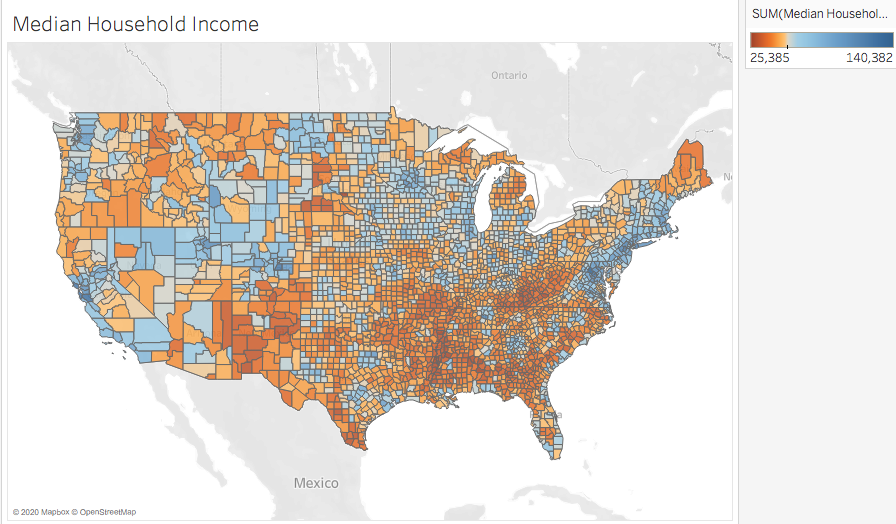 Median Household Income
SUM(Median Househol...
25,385
140,382
Ontario
Mexico
© 2020 Mapbox © OpenStreetMap